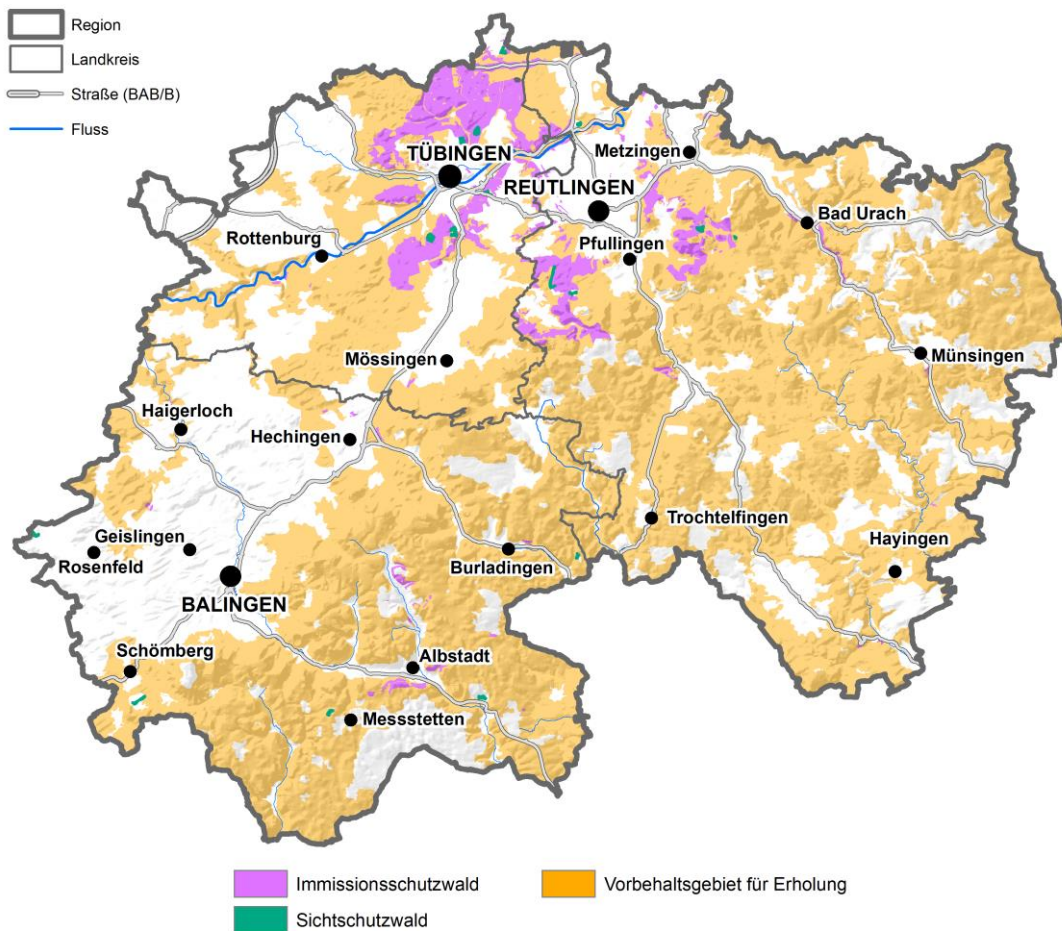 Region
Landkreis
Straße (BAB/B)
Fluss
TÜBINGEN
Metzingen
REUTLINGEN
Bad Urach
Rottenburg
Pfullingen
Mössingen
Münsingen
Haigerloch
Hechingen
Trochtelfingen
Geislingen
Hayingen
Rosenfeld
Burladingen
BALINGEN
Schömberg
Albstadt
Messstetten
Immissionsschutzwald
Vorbehaltsgebiet für Erholung
Sichtschutzwald